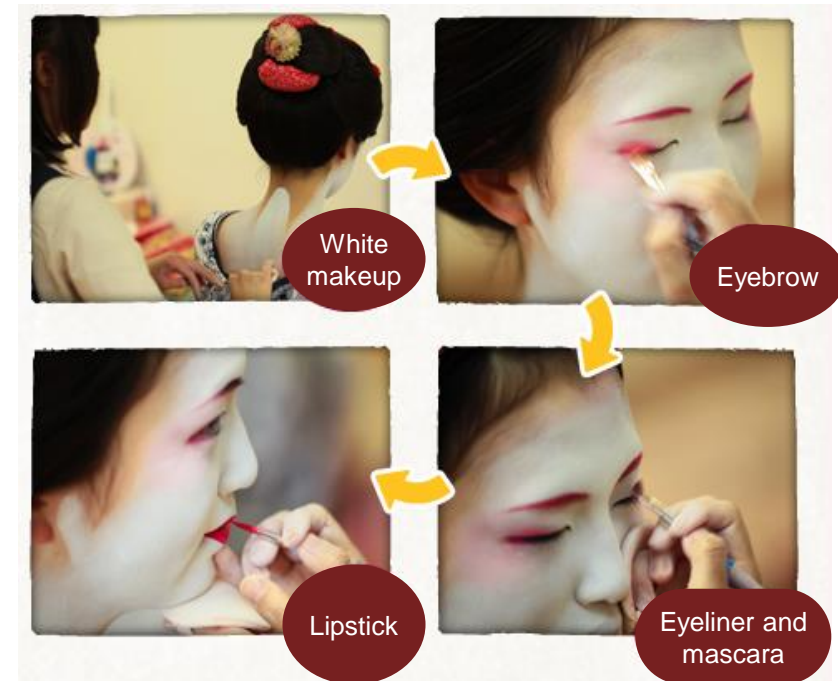 White
makeup
Eyebrow
Eyeliner and
mascara
Lipstick